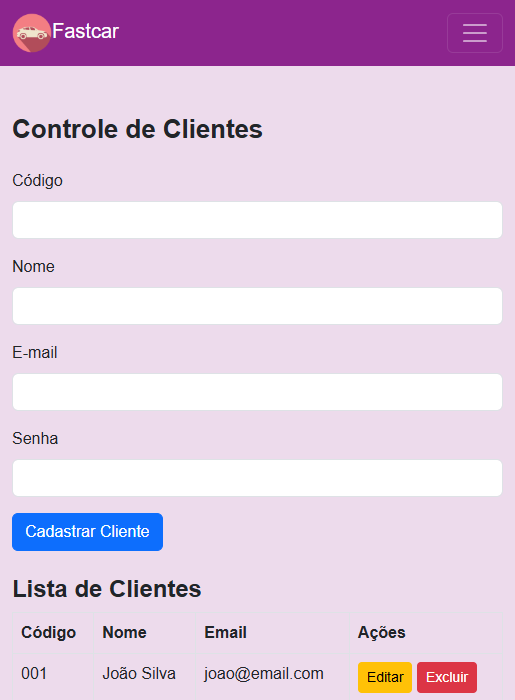 Fastcar
Controle de Clientes
Código
Nome
E-mail
Senha
Cadastrar Cliente
Lista de Clientes
Código Nome Email Ações
001 João Silva joao@email.com Editar Excluir